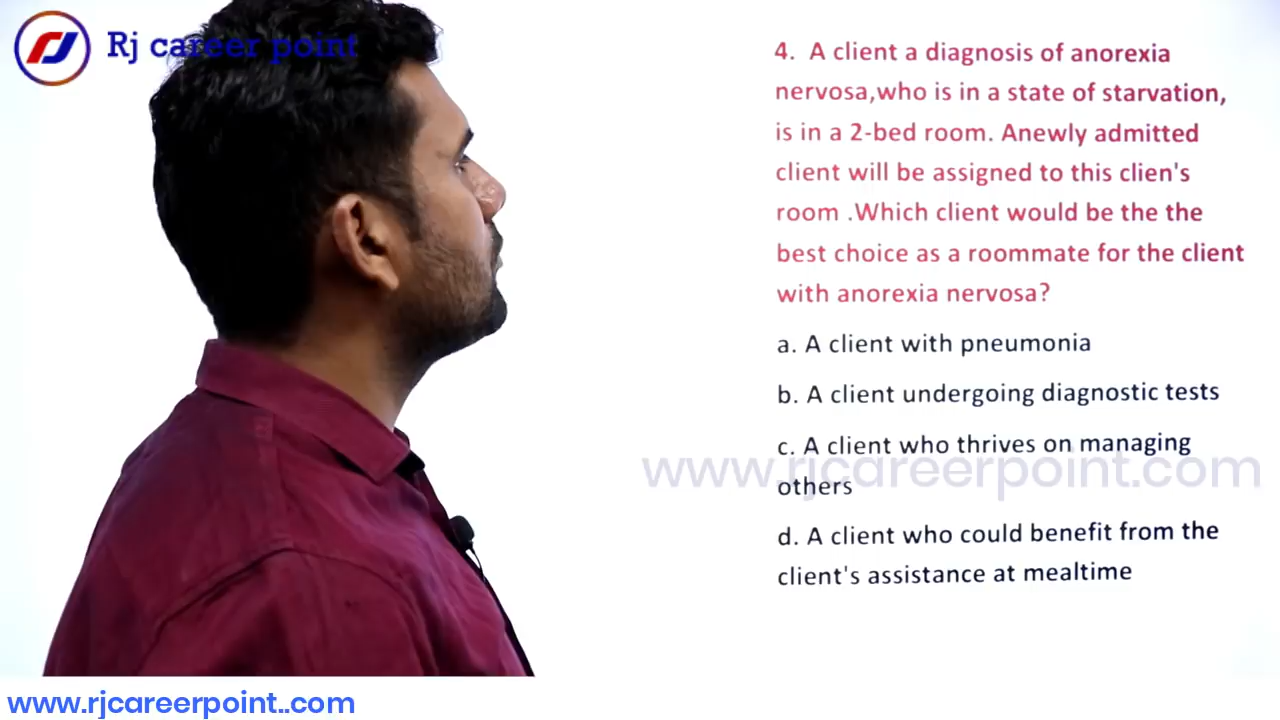 Rj career point
4. A client a diagnosis of anorexia
nervosa,who is in a state of starvation,
is in a 2-bed room. Anewly admitted
client will be assigned to this clien's
room .Which client would be the the
best choice as a roommate for the client
with anorexia nervosa?
a. A client with pneumonia
b. A client undergoing diagnostic tests
c. A client who thrives on managing
others
d. A client who could benefit from the
client's assistance at mealtime
www.rjcareerpoint.com
www.rjcareerpoint..com